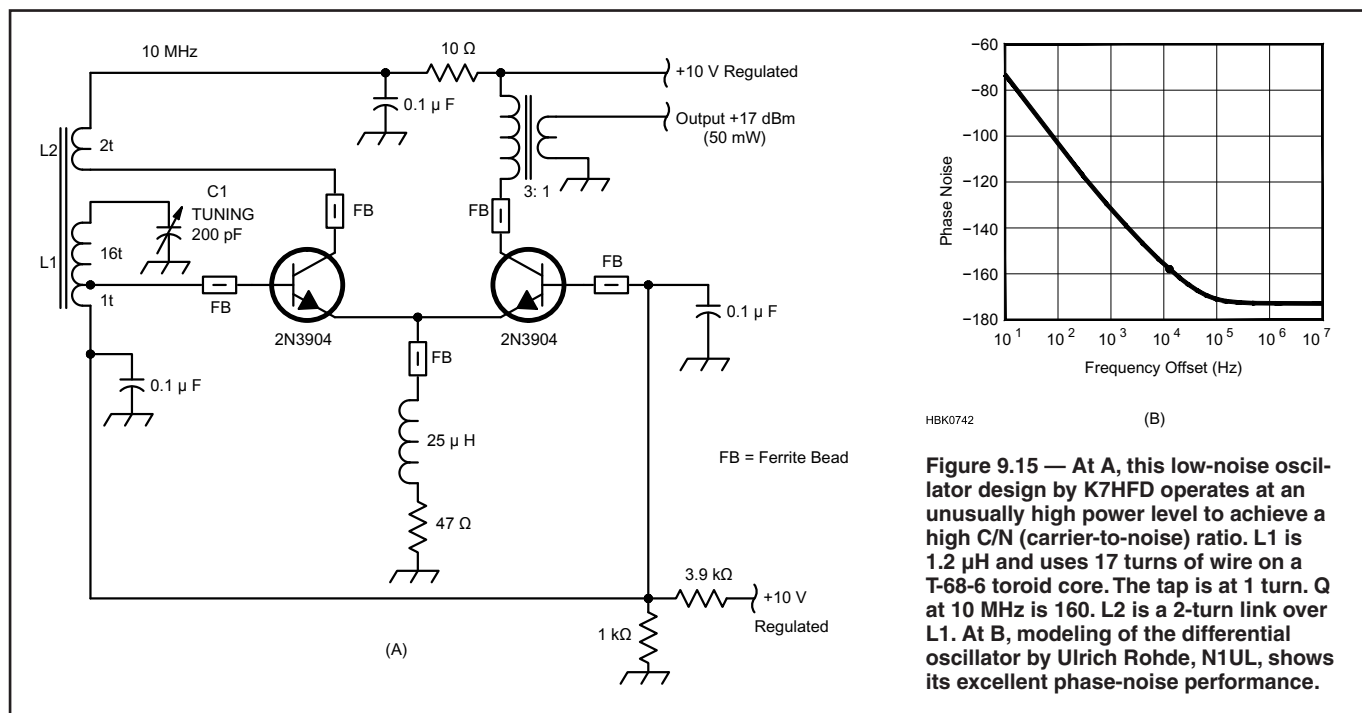 10 MHz
10 Ω
+10 V Regulated
0.1 µ F
Output +17 dBm
(50 mW)
L2
2t
3: 1
C1
TUNING
200 pF
FB
FB
L1
16t
1t
FB
FB
2N3904
2N3904
0.1 µ F
FB
0.1 µ F
25 µ H
FB = Ferrite Bead
47 Ω
3.9 kΩ
+10 V
Regulated
1 kΩ
(A)
−60
−80
−100
−120
−140
−160
−180
Phase Noise
10 1
10 2
10 3
10 4
10 5
10 6
10 7
Frequency Offset (Hz)
HBK0742
(B)
Figure 9.15 — At A, this low-noise oscil-
lator design by K7HFD operates at an
unusually high power level to achieve a
high C/N (carrier-to-noise) ratio. L1 is
1.2 µH and uses 17 turns of wire on a
T-68-6 toroid core. The tap is at 1 turn. Q
at 10 MHz is 160. L2 is a 2-turn link over
L1. At B, modeling of the differential
oscillator by Ulrich Rohde, N1UL, shows
its excellent phase-noise performance.